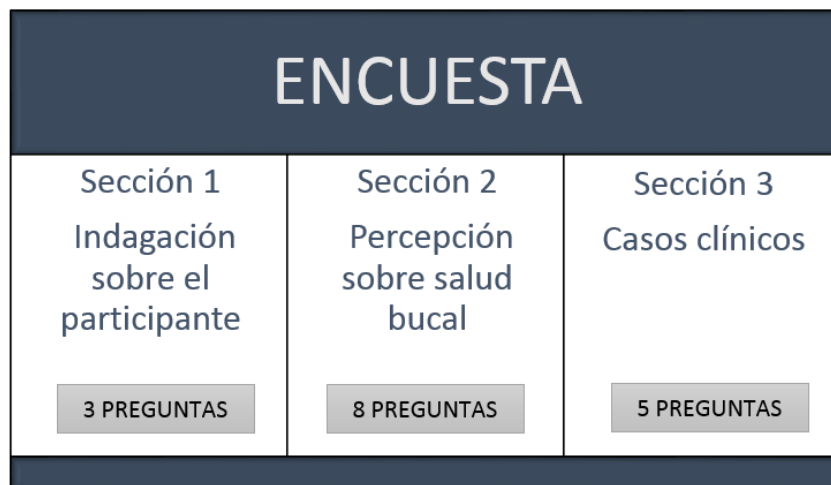 ENCUESTA
Sección 1
Indagación
sobre el
participante
3 PREGUNTAS
Sección 2
Percepción
sobre salud
bucal
8 PREGUNTAS
Sección 3
Casos clínicos
5 PREGUNTAS